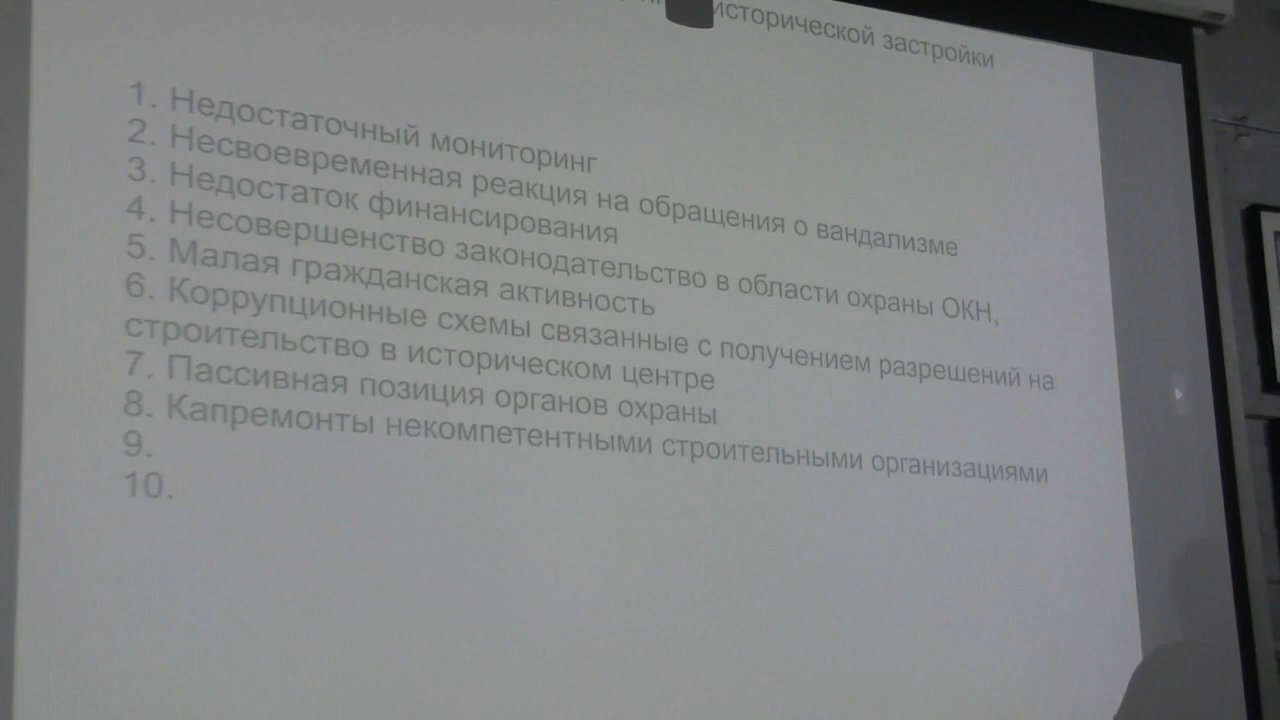 исторической застройки
1. Недостаточный мониторинг
2. Несвоевременная реакция на обращения о вандализме
3. Недостаток финансирования
4. Несовершенство законодательство в области охраны ОКН,
5. Малая гражданская активность
6. Коррупционные схемы связанные с получением разрешений на
строительство в историческом центре
7. Пассивная позиция органов охраны
8. Капремонты некомпетентными строительными организациями
9.
10.